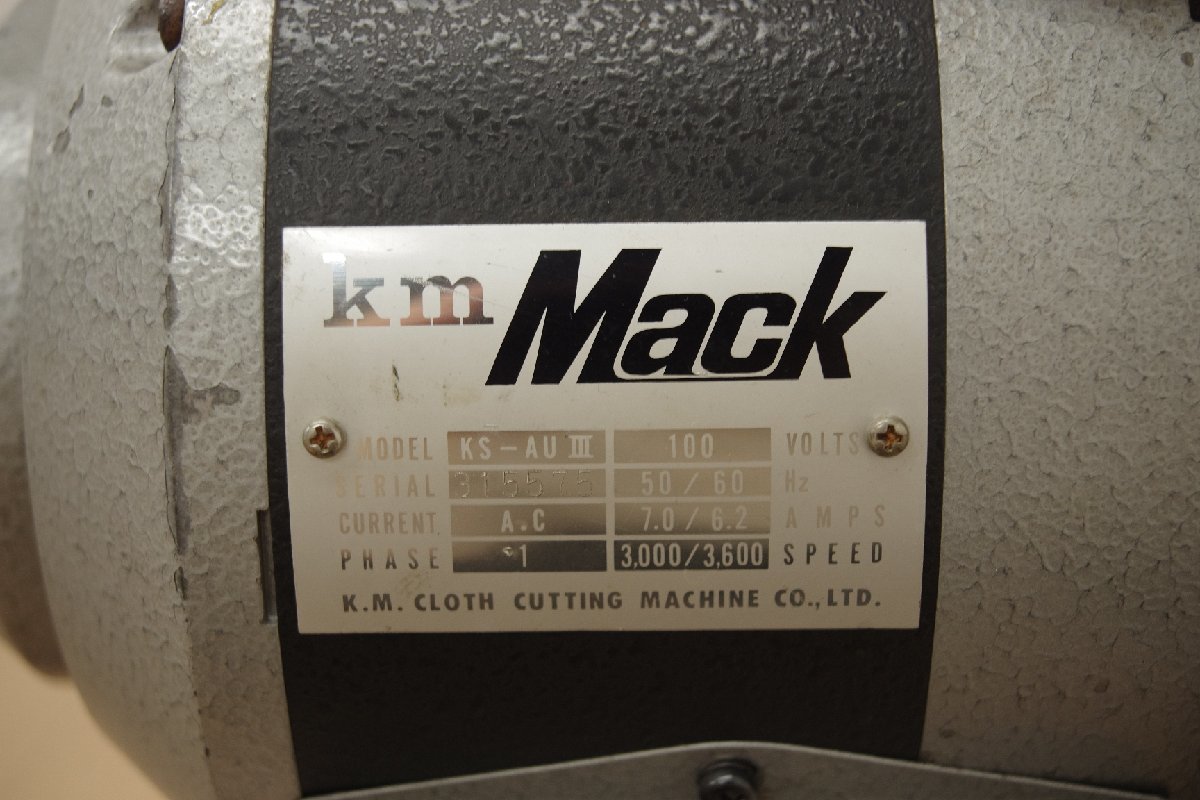 km Mack
MODEL KS-AU III 100 VOLTS
SERIAL 315575 50/60 Hz
CURRENT A.C 7.0/6.2 AMPS
PHASE 1 3,000/3,600 SPEED
K.M. CLOTH CUTTING MACHINE CO., LTD.